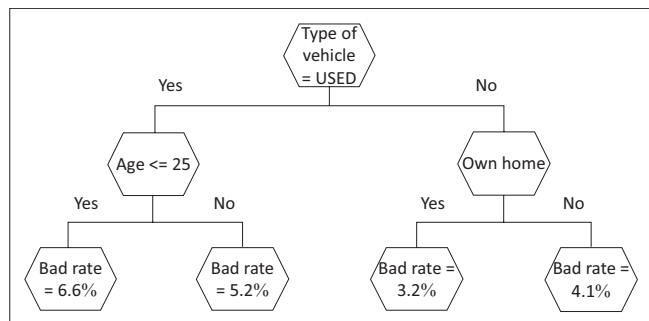 Type of
vehicle
= USED
Yes
No
Age <= 25
Own home
Yes
No
Yes
No
Bad rate
= 6.6%
Bad rate
= 5.2%
Bad rate =
3.2%
Bad rate =
4.1%